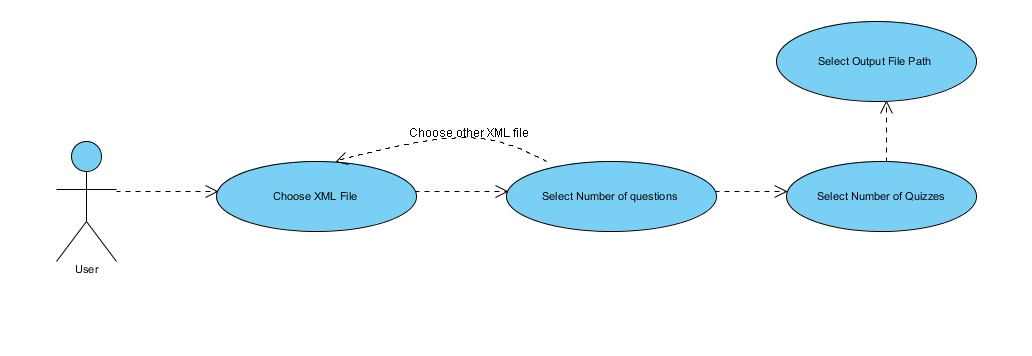 Select Output File Path
Choose other XML file
Choose XML File
Select Number of questions
Select Number of Quizzes
User